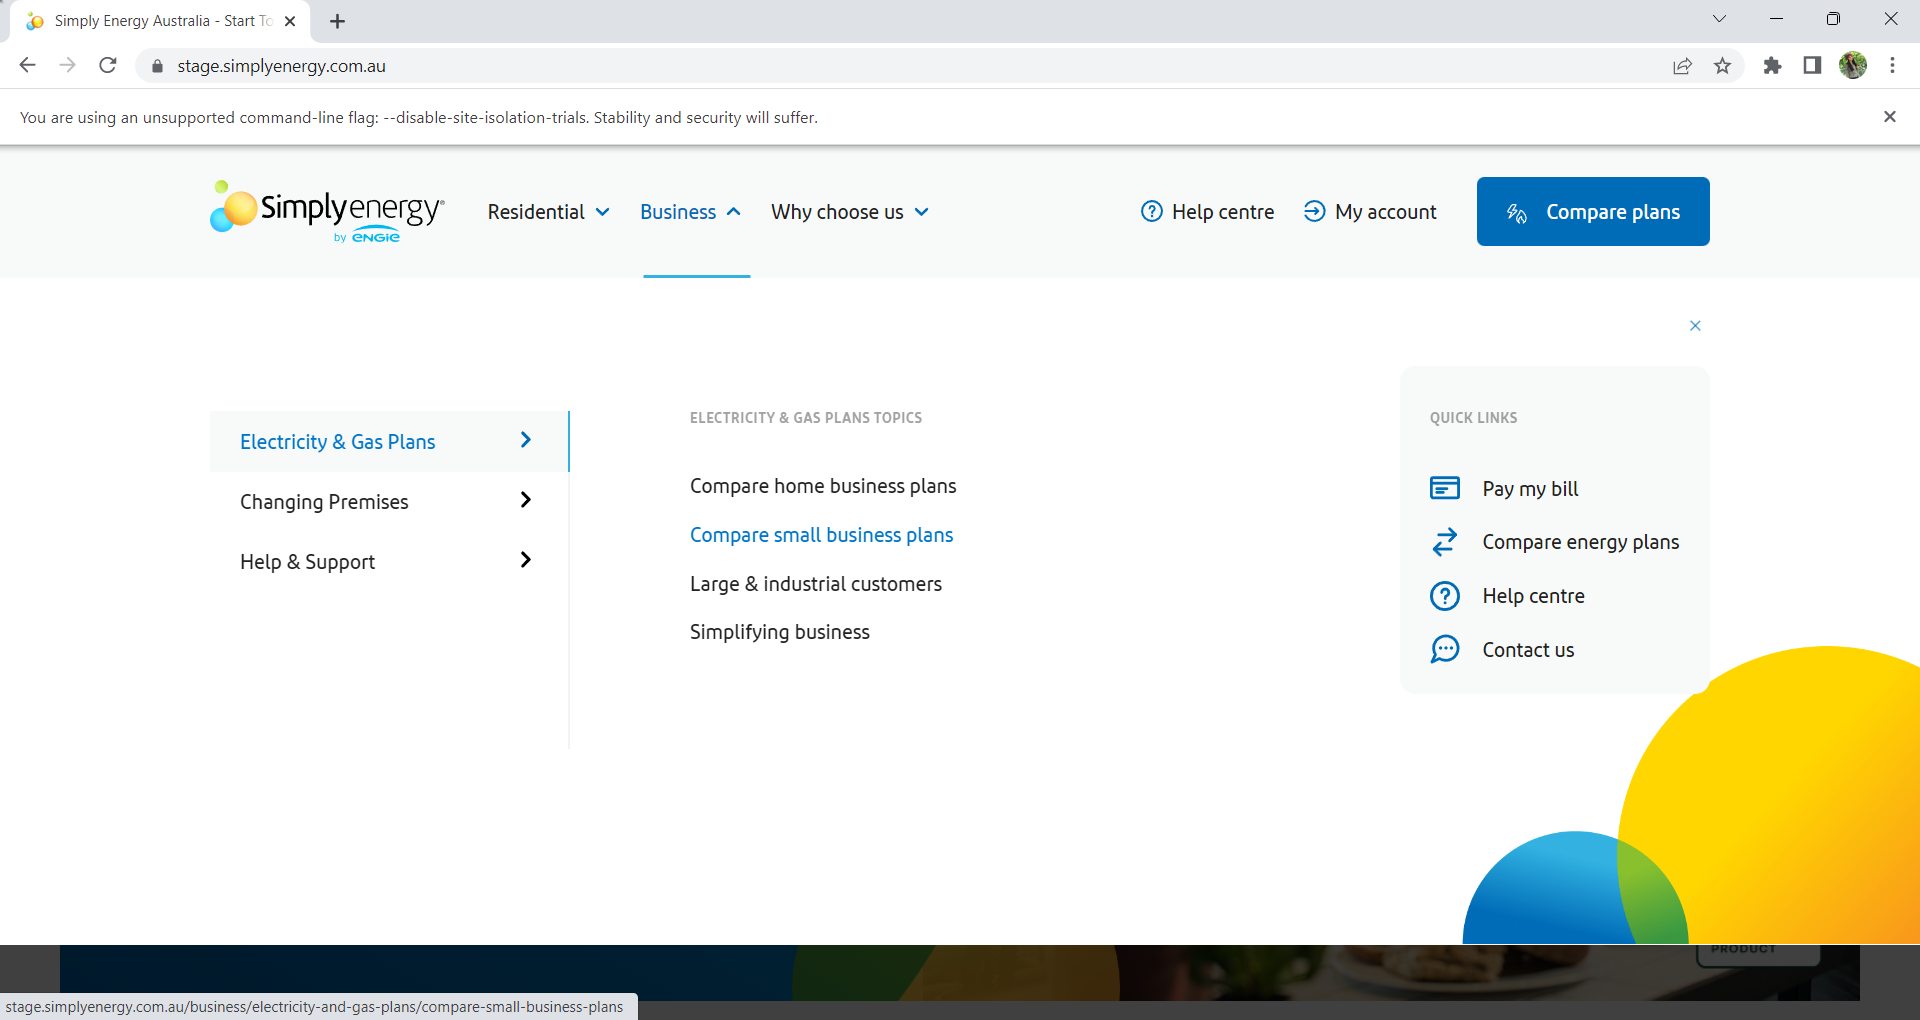 Simply Energy Australia - Start To
stage.simplyenergy.com.au
You are using an unsupported command-line flag: --disable-site-isolation-trials. Stability and security will suffer.
Simply energy®
by ENGIE
Residential
Business
Why choose us
Help centre
My account
Compare plans
Electricity & Gas Plans
Changing Premises
Help & Support
ELECTRICITY & GAS PLANS TOPICS
Compare home business plans
Compare small business plans
Large & industrial customers
Simplifying business
QUICK LINKS
Pay my bill
Compare energy plans
Help centre
Contact us
PRODUCT
stage.simplyenergy.com.au/business/electricity-and-gas-plans/compare-small-business-plans